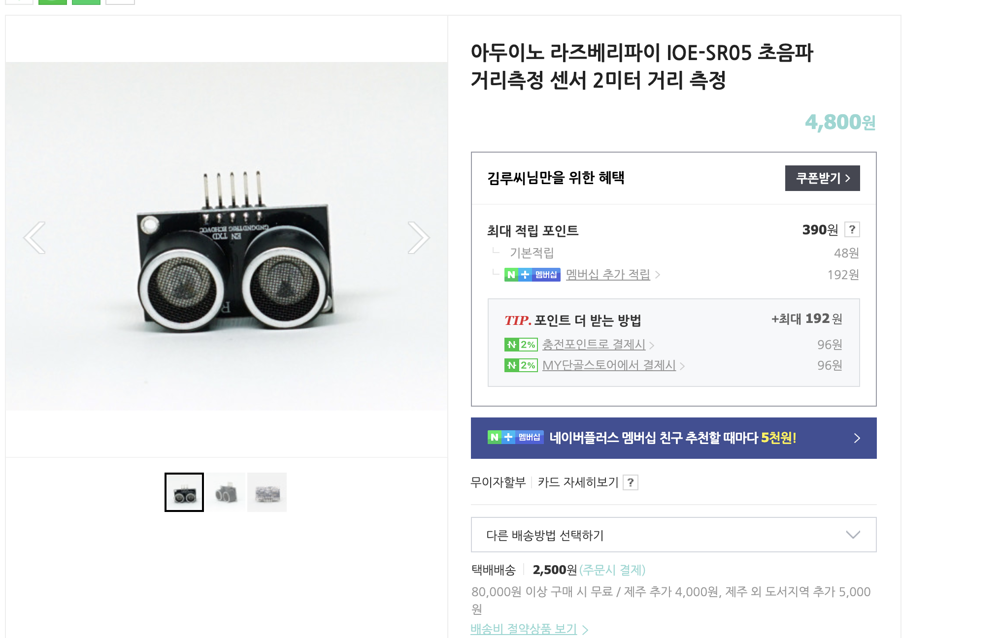 아두이노 라즈베리파이 IOE-SR05 초음파
거리측정 센서 2미터 거리 측정
4,800원
김루씨님만을 위한 혜택
쿠폰받기
최대 적립 포인트
390원 ?
기본적립
48원
N + 멤버십 멤버십 추가 적립
192원
TIP. 포인트 더 받는 방법
+최대 192원
N 2% 충전포인트로 결제시
96원
N 2% MY단골스토어에서 결제시
96원
N + 멤버십 네이버플러스 멤버십 친구 추천할 때마다 5천원!
무이자할부 카드 자세히보기 ?
다른 배송방법 선택하기
택배배송 2,500원(주문시 결제)
80,000원 이상 구매 시 무료 / 제주 추가 4,000원, 제주 외 도서지역 추가 5,000
원
배송비 절약상품 보기
GNDGNDTRIG ECHOVCC
EN TXD
R